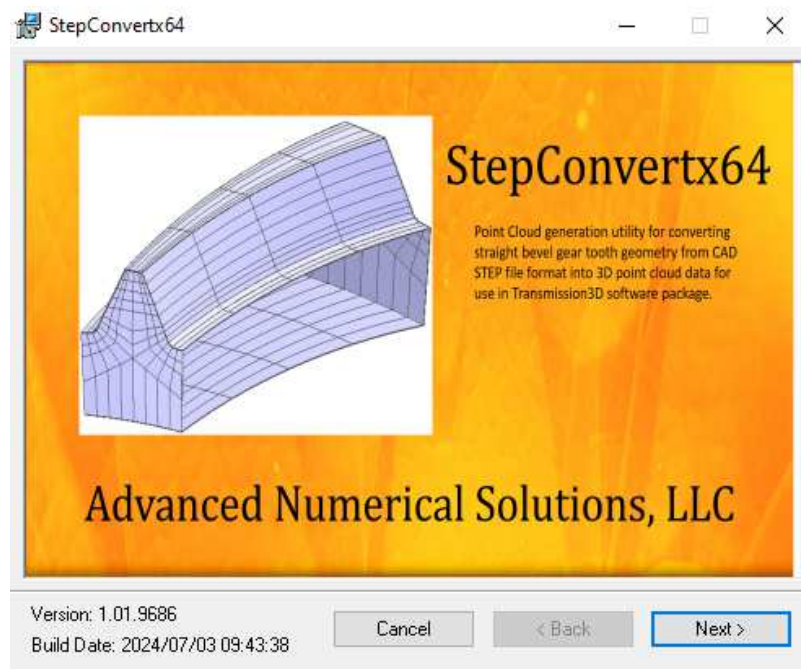 StepConvertx64
StepConvertx64
Point Cloud generation utility for converting
straight bevel gear tooth geometry from CAD
STEP file format into 3D point cloud data for
use in Transmission3D software package.
Advanced Numerical Solutions, LLC
Version: 1.01.9686
Build Date: 2024/07/03 09:43:38
Cancel
< Back
Next >